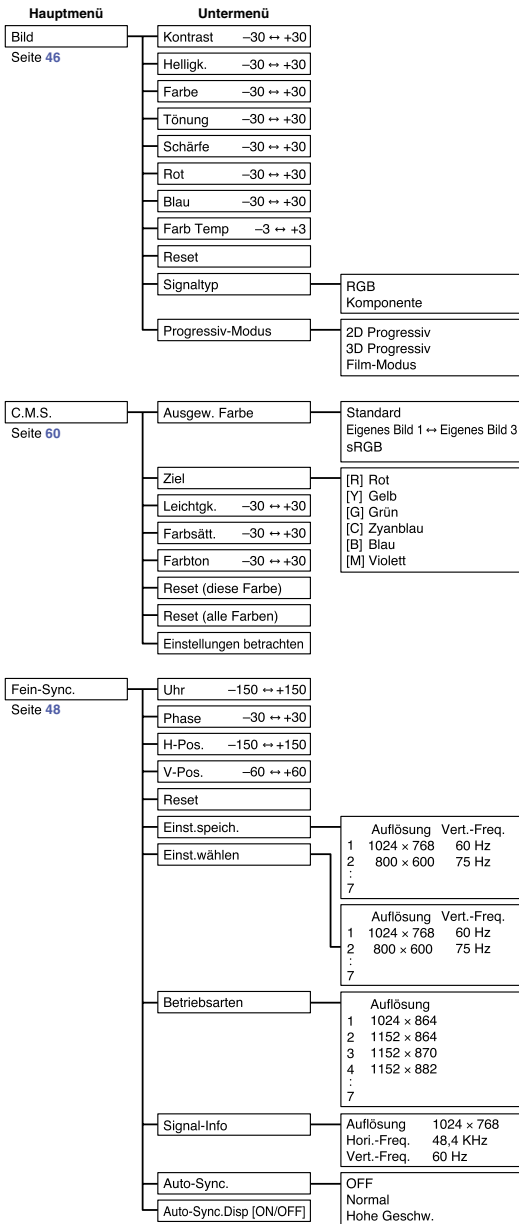 Hauptmenü Untermenü
Bild
Seite 46
Kontrast –30 ↔ +30
Helligk. –30 ↔ +30
Farbe –30 ↔ +30
Tönung –30 ↔ +30
Schärfe –30 ↔ +30
Rot –30 ↔ +30
Blau –30 ↔ +30
Farb Temp –3 ↔ +3
Reset
Signaltyp
RGB
Komponente
Progressiv-Modus
2D Progressiv
3D Progressiv
Film-Modus
C.M.S.
Seite 60
Ausgew. Farbe
Standard
Eigenes Bild 1 ↔ Eigenes Bild 3
sRGB
Ziel
[R] Rot
[Y] Gelb
[G] Grün
[C] Zyanblau
[B] Blau
[M] Violett
Leichtgk. –30 ↔ +30
Farbsätt. –30 ↔ +30
Farbton –30 ↔ +30
Reset (diese Farbe)
Reset (alle Farben)
Einstellungen betrachten
Fein-Sync.
Seite 48
Uhr –150 ↔ +150
Phase –30 ↔ +30
H-Pos. –150 ↔ +150
V-Pos. –60 ↔ +60
Reset
Einst.speich.
Auflösung Vert.-Freq.
1 1024 × 768 60 Hz
2 800 × 600 75 Hz
:
7
Einst.wählen
Auflösung Vert.-Freq.
1 1024 × 768 60 Hz
2 800 × 600 75 Hz
:
7
Betriebsarten
Auflösung
1 1024 × 864
2 1152 × 864
3 1152 × 870
4 1152 × 882
:
7
Signal-Info
Auflösung 1024 × 768
Hori.-Freq. 48,4 KHz
Vert.-Freq. 60 Hz
Auto-Sync.
OFF
Normal
Hohe Geschw.
Auto-Sync.Disp [ON/OFF]